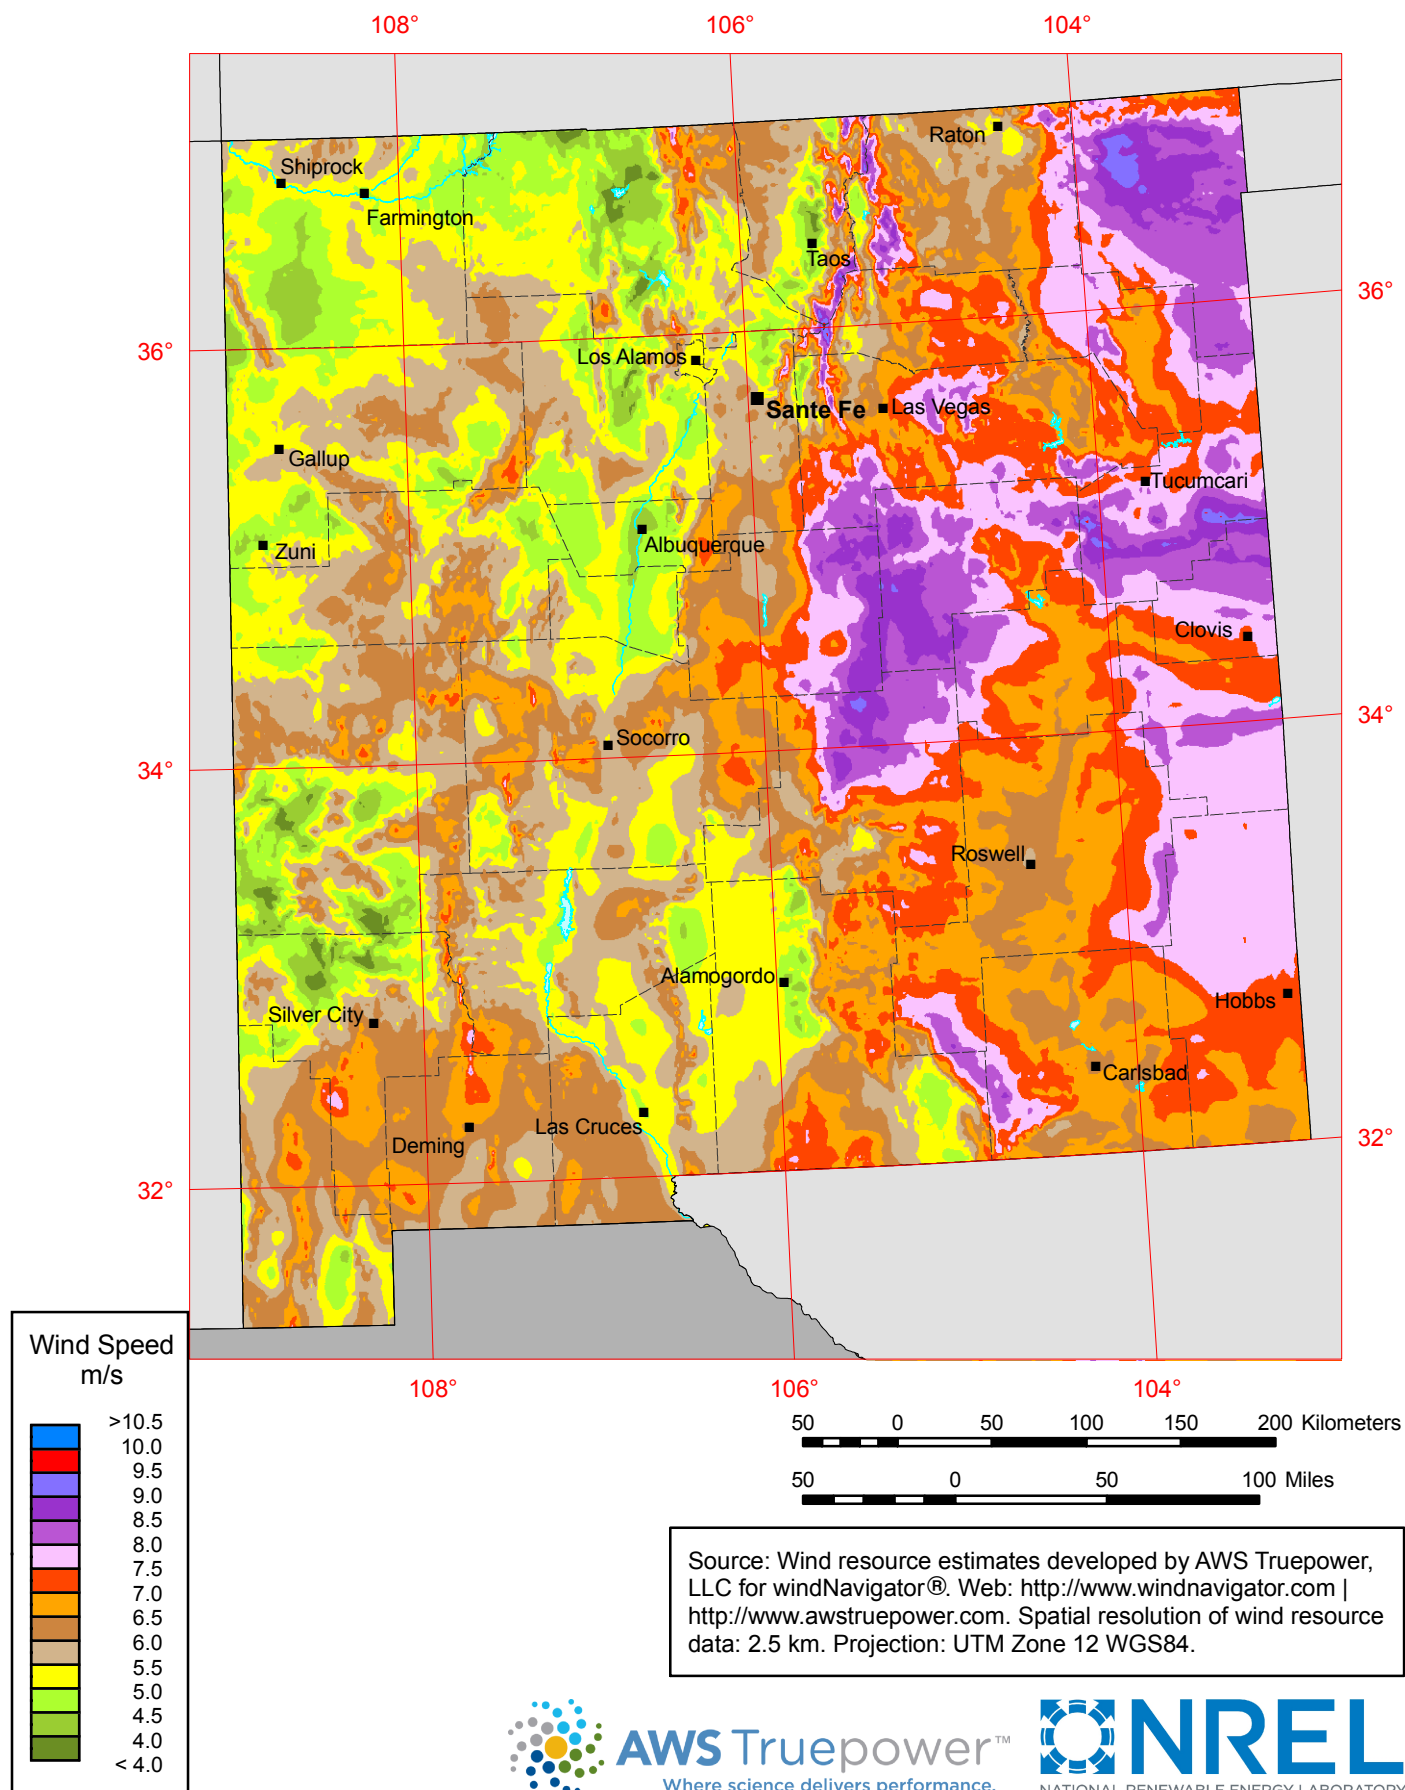 108° 106° 104°
Raton
Shiprock
Farmington
Taos
36°
36°
Los Alamos
Sante Fe
Las Vegas
Gallup
Tucumcari
Albuquerque
Zuni
Clovis
34°
Socorro
34°
Roswell
Alamogordo
Hobbs
Silver City
Carlsbad
Las Cruces
Deming
32°
32°
108° 106° 104°
Wind Speed
m/s
>10.5
10.0
9.5
9.0
8.5
8.0
7.5
7.0
6.5
6.0
5.5
5.0
4.5
4.0
< 4.0
50 0 50 100 150 200 Kilometers
50 0 50 100 Miles
Source: Wind resource estimates developed by AWS Truepower,
LLC for windNavigator®. Web: http://www.windnavigator.com |
http://www.awstruepower.com. Spatial resolution of wind resource
data: 2.5 km. Projection: UTM Zone 12 WGS84.
AWS Truepower™
Where science delivers performance.
NREL
NATIONAL RENEWABLE ENERGY LABORATORY